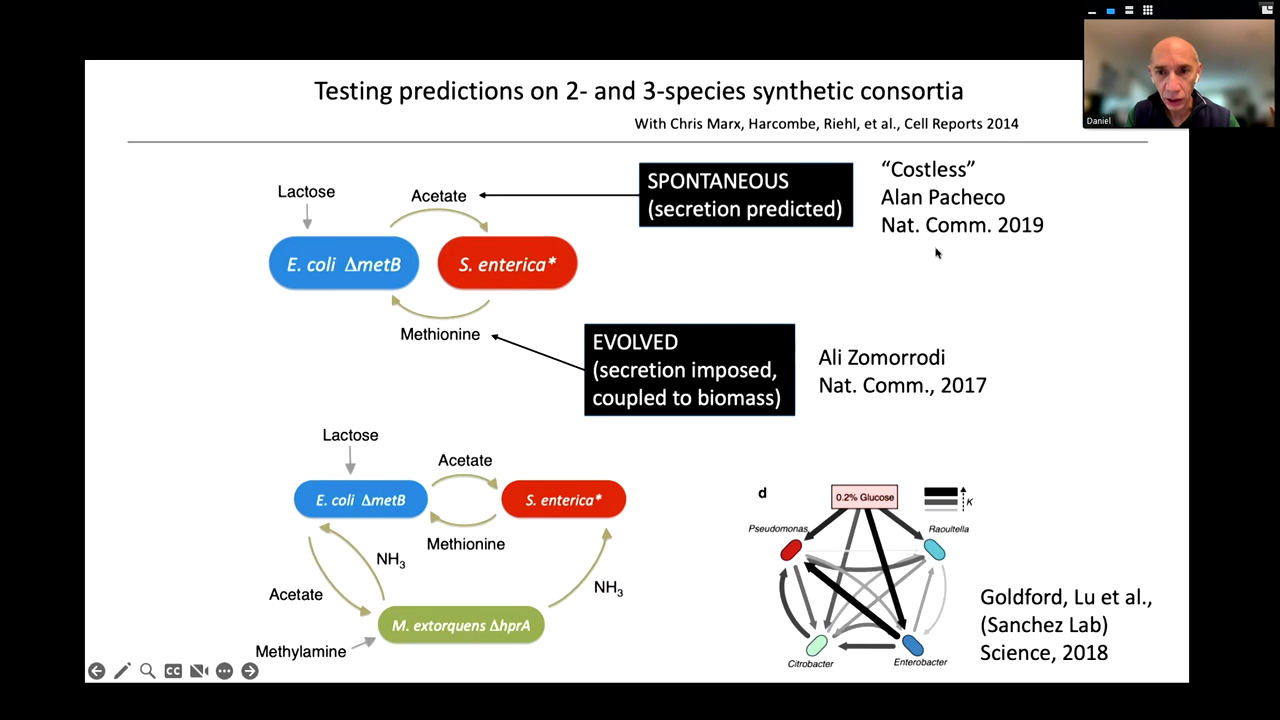 Testing predictions on 2- and 3-species synthetic consortia
With Chris Marx, Harcombe, Riehl, et al., Cell Reports 2014
Daniel
Lactose
Acetate
E. coli ΔmetB
S. enterica*
Methionine
SPONTANEOUS
(secretion predicted)
“Costless”
Alan Pacheco
Nat. Comm. 2019
EVOLVED
(secretion imposed,
coupled to biomass)
Ali Zomorrodi
Nat. Comm., 2017
Lactose
Acetate
E. coli ΔmetB
S. enterica*
Methionine
NH3
NH3
Acetate
M. extorquens ΔhprA
Methylamine
d
0.2% Glucose
K
Pseudomonas
Raoultella
Citrobacter
Enterobacter
Goldford, Lu et al.,
(Sanchez Lab)
Science, 2018
CC